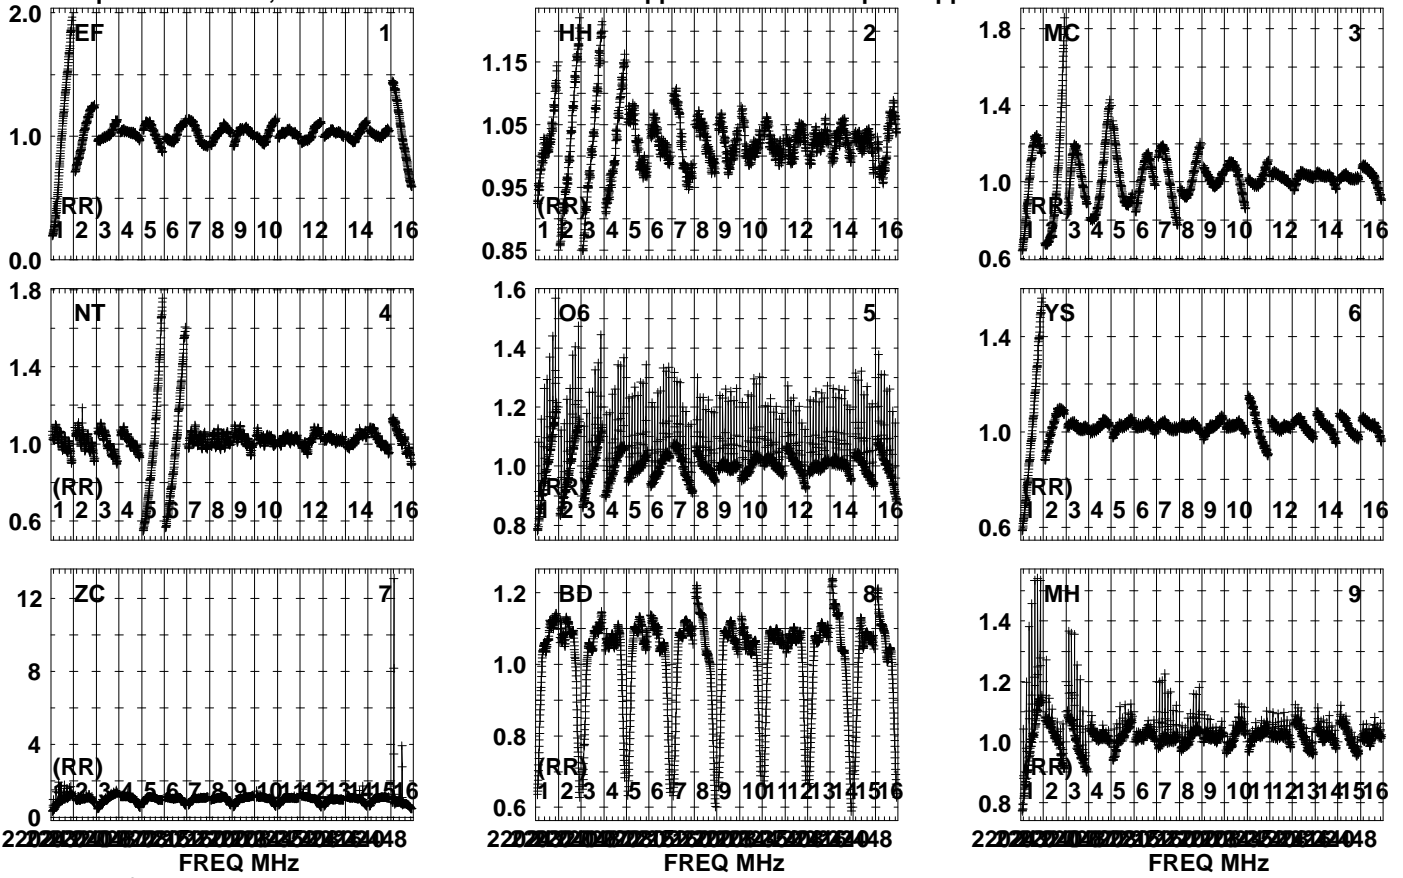 2.0 EF 1
1.0
(RR)
1 2 3 4 5 6 7 8 9 10 12 14 16
0.0
HH 2
1.15
1.05
0.95
(RR)
1 2 3 4 5 6 7 8 9 10 12 14 16
0.85
1.8 MC 3
1.4
1.0
(RR)
1 2 3 4 5 6 7 8 9 10 12 14 16
0.6
1.8 NT 4
1.4
1.0
(RR)
1 2 3 4 5 6 7 8 9 10 12 14 16
0.6
1.6 O6 5
1.4
1.2
1.0
(RR)
1 2 3 4 5 6 7 8 9 10 12 14 16
0.8
YS 6
1.4
1.0
(RR)
1 2 3 4 5 6 7 8 9 10 12 14 16
0.6
12 ZC 7
8
4
(RR)
1 2 3 4 5 6 7 8 9 10 11 12 13 14 15 16
0
1.2 BD 8
1.0
0.8
(RR)
1 2 3 4 5 6 7 8 9 10 11 12 13 14 15 16
0.6
MH 9
1.4
1.2
1.0
(RR)
1 2 3 4 5 6 7 8 9 10 11 12 13 14 15 16
0.8
FREQ MHz
FREQ MHz
FREQ MHz